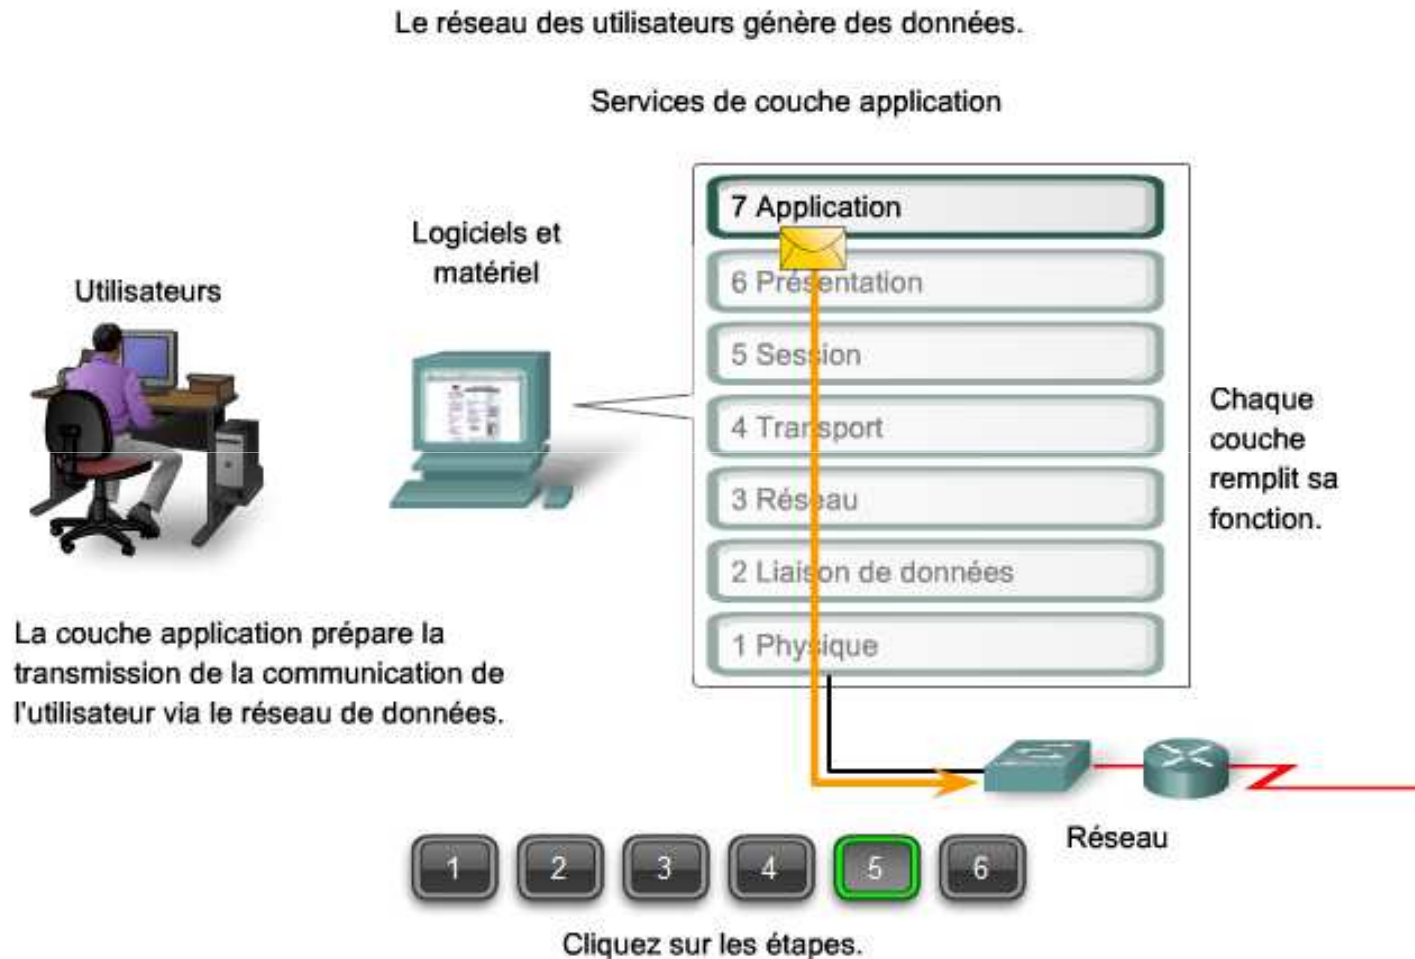 Le réseau des utilisateurs génère des données.
Services de couche application
Utilisateurs
Logiciels et
matériel
7 Application
6 Présentation
5 Session
4 Transport
3 Réseau
2 Liaison de données
1 Physique
Chaque
couche
remplit sa
fonction.
La couche application prépare la
transmission de la communication de
l'utilisateur via le réseau de données.
Réseau
1 2 3 4 5 6
Cliquez sur les étapes.